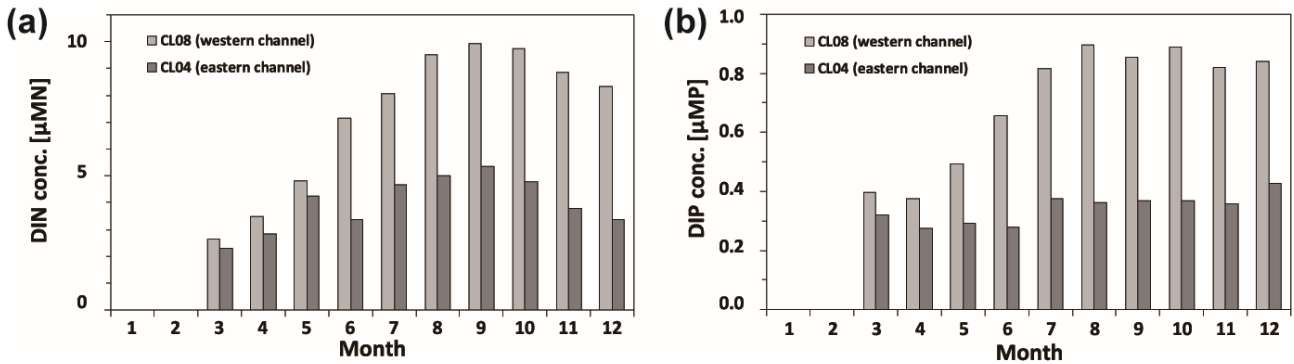 (a)
DIN conc. [µMN]
10
5
0
CL08 (western channel)
CL04 (eastern channel)
1 2 3 4 5 6 7 8 9 10 11 12
Month
(b)
DIP conc. [µMP]
1.0
0.8
0.6
0.4
0.2
0.0
CL08 (western channel)
CL04 (eastern channel)
1 2 3 4 5 6 7 8 9 10 11 12
Month